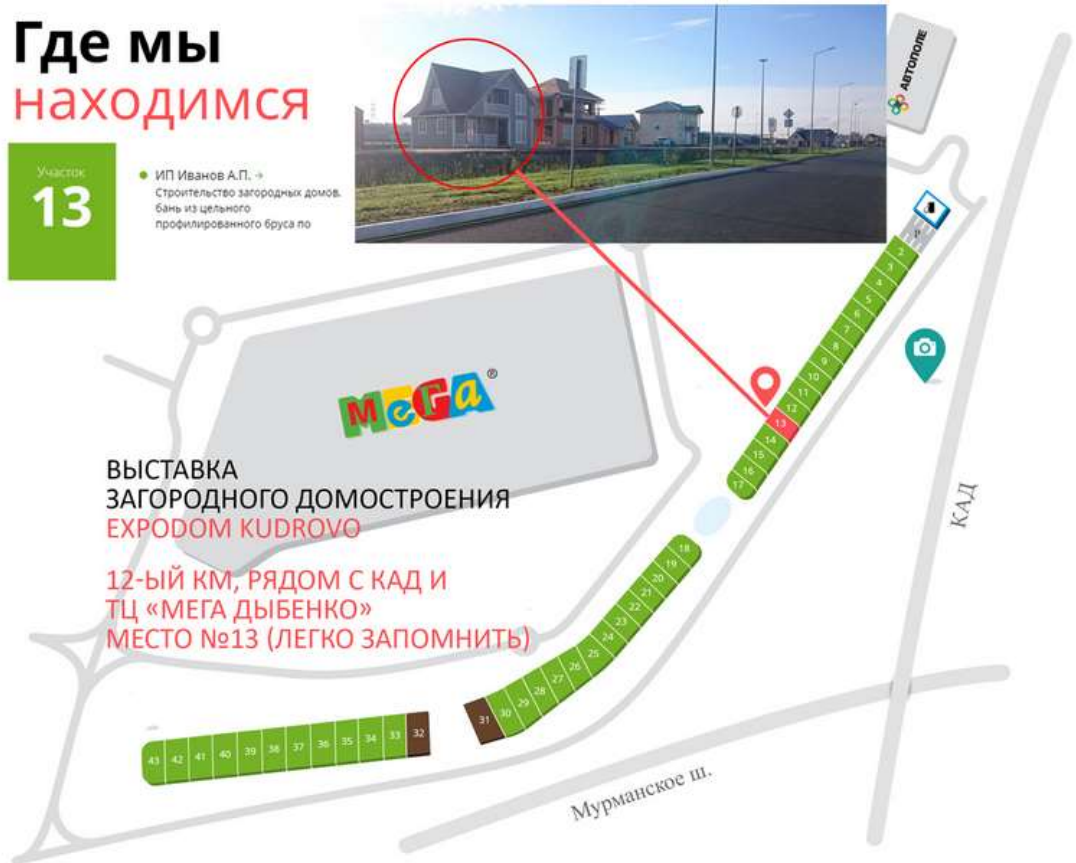 Где мы
находимся
Участок
13
ИП Иванов А.П. →
Строительство загородных домов,
бань из цельного
профилированного бруса по
АВТОПОЛЕ
P
2
3
4
5
6
7
8
9
10
11
12
13
14
15
16
17
МЕГА®
ВЫСТАВКА
ЗАГОРОДНОГО ДОМОСТРОЕНИЯ
EXPODOM KUDROVO
12-ЫЙ КМ, РЯДОМ С КАД И
ТЦ «МЕГА ДЫБЕНКО»
МЕСТО №13 (ЛЕГКО ЗАПОМНИТЬ)
КАД
18
19
20
21
22
23
24
25
26
27
28
29
30
31
32
33
34
35
36
37
38
39
40
41
42
43
Мурманское ш.